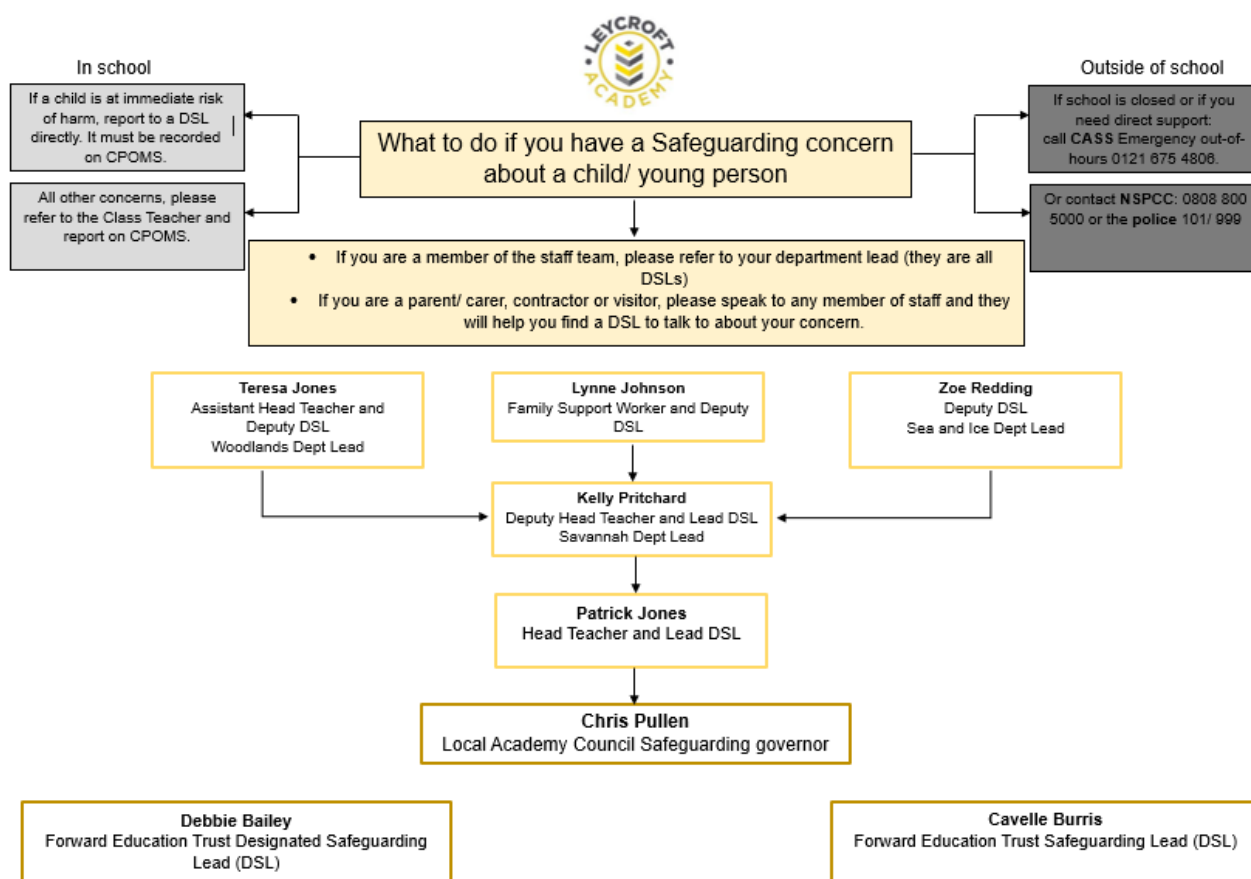 LEYCROFT
ACADEMY
In school
If a child is at immediate risk
of harm, report to a DSL
directly. It must be recorded
on CPOMS.
All other concerns, please
refer to the Class Teacher and
report on CPOMS.
What to do if you have a Safeguarding concern
about a child/ young person
Outside of school
If school is closed or if you
need direct support:
call CASS Emergency out-of-
hours 0121 675 4806.
Or contact NSPCC: 0808 800
5000 or the police 101/ 999
• If you are a member of the staff team, please refer to your department lead (they are all
DSLs)
• If you are a parent/ carer, contractor or visitor, please speak to any member of staff and they
will help you find a DSL to talk to about your concern.
Teresa Jones
Assistant Head Teacher and
Deputy DSL
Woodlands Dept Lead
Lynne Johnson
Family Support Worker and Deputy
DSL
Zoe Redding
Deputy DSL
Sea and Ice Dept Lead
Kelly Pritchard
Deputy Head Teacher and Lead DSL
Savannah Dept Lead
Patrick Jones
Head Teacher and Lead DSL
Chris Pullen
Local Academy Council Safeguarding governor
Debbie Bailey
Forward Education Trust Designated Safeguarding
Lead (DSL)
Cavelle Burris
Forward Education Trust Safeguarding Lead (DSL)